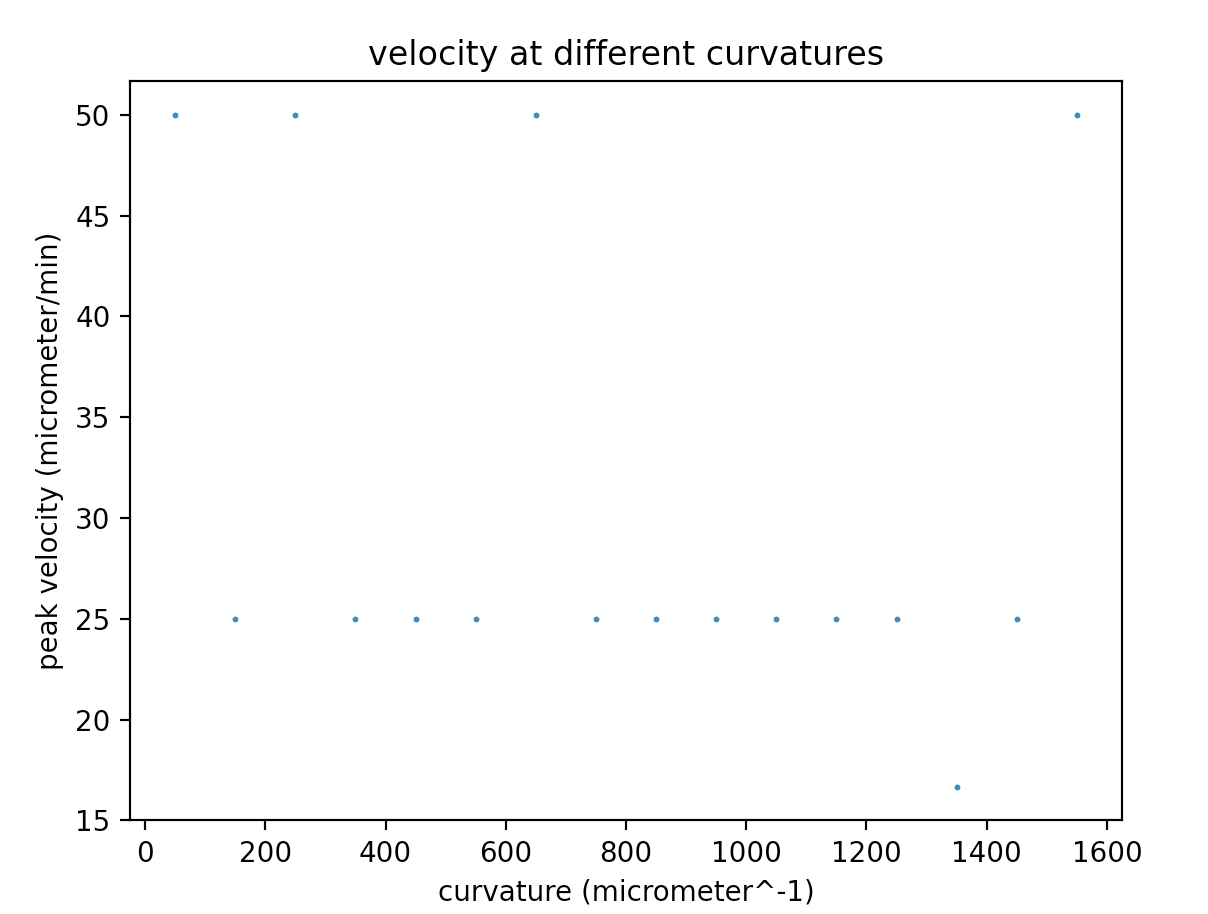 velocity at different curvatures
peak velocity (micrometer/min)
50
45
40
35
30
25
20
15
0 200 400 600 800 1000 1200 1400 1600
curvature (micrometer^-1)